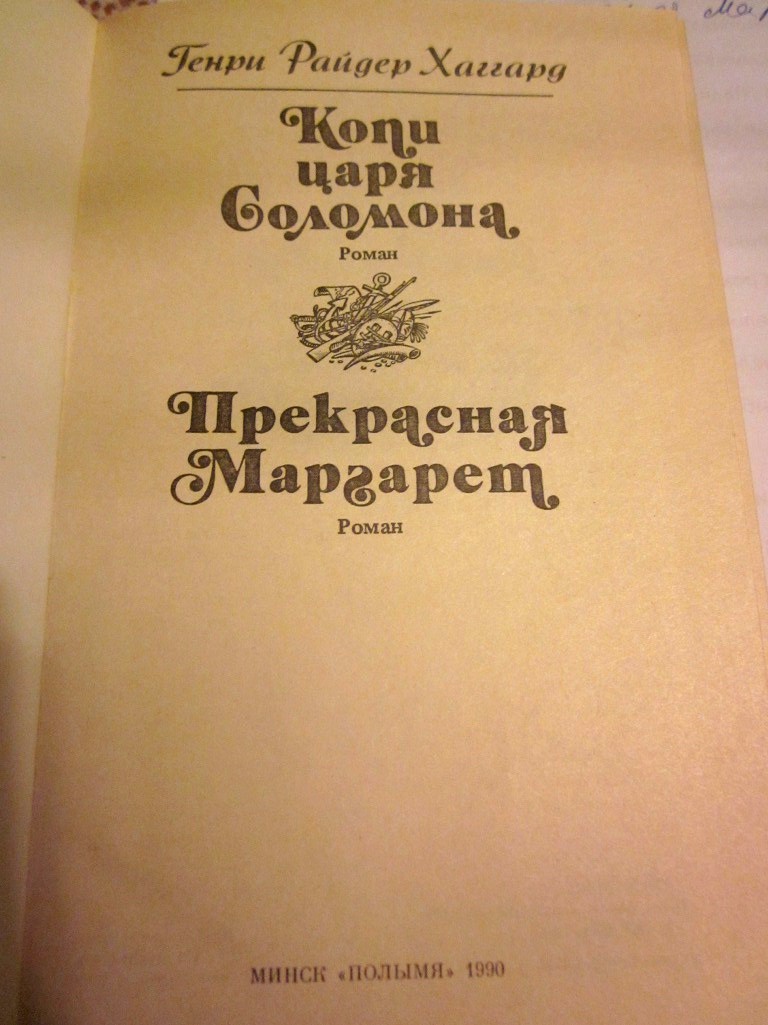 Генри Райдер Хаггард
Копи
царя
Соломона
Роман
Прекрасная
Маргарет
Роман
МИНСК «ПОЛЫМЯ» 1990